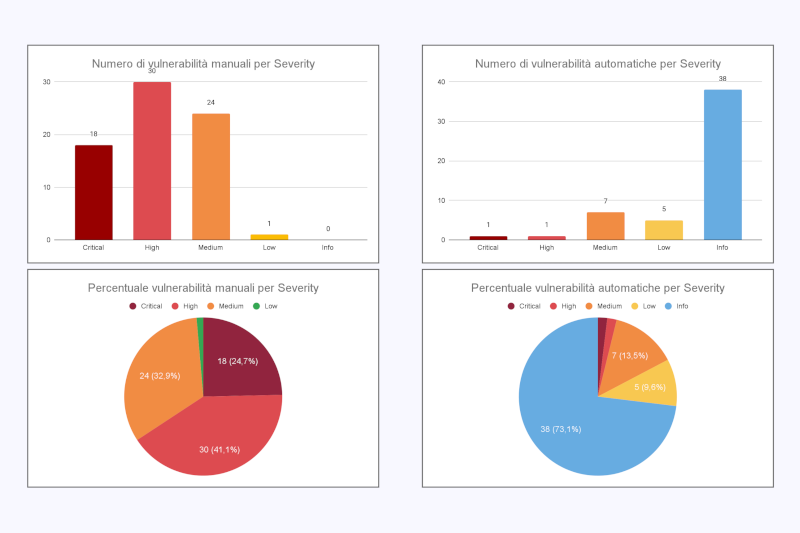 Numero di vulnerabilità manuali per Severity
30
30
24
20
18
10
1
0
0
Critical
High
Medium
Low
Info
Numero di vulnerabilità automatiche per Severity
40
38
30
20
10
7
5
1
1
0
Critical
High
Medium
Low
Info
Percentuale vulnerabilità manuali per Severity
Critical High Medium Low
18 (24,7%)
24 (32,9%)
30 (41,1%)
Percentuale vulnerabilità automatiche per Severity
Critical High Medium Low Info
7 (13,5%)
5 (9,6%)
38 (73,1%)